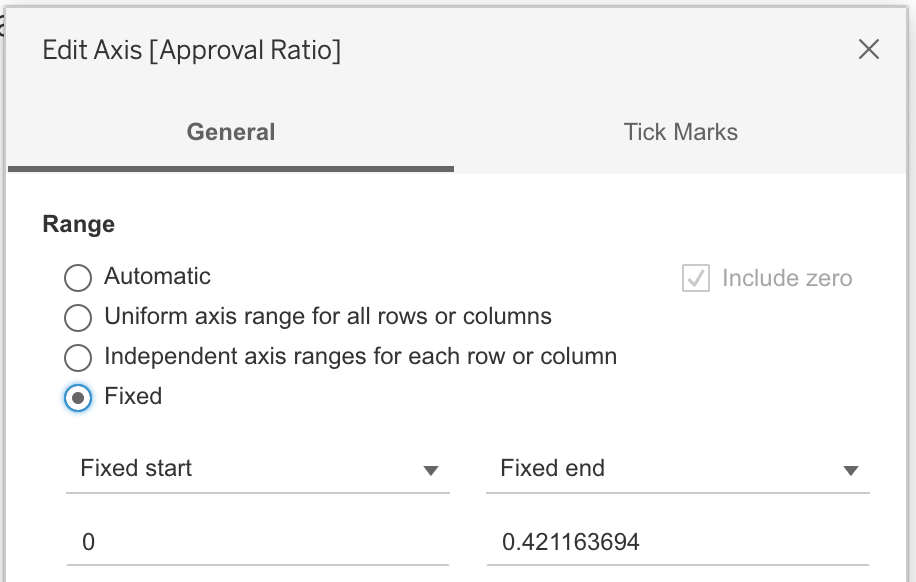 Edit Axis [Approval Ratio]
General
Tick Marks
Range
Automatic
Include zero
Uniform axis range for all rows or columns
Independent axis ranges for each row or column
Fixed
Fixed start
Fixed end
0
0.421163694